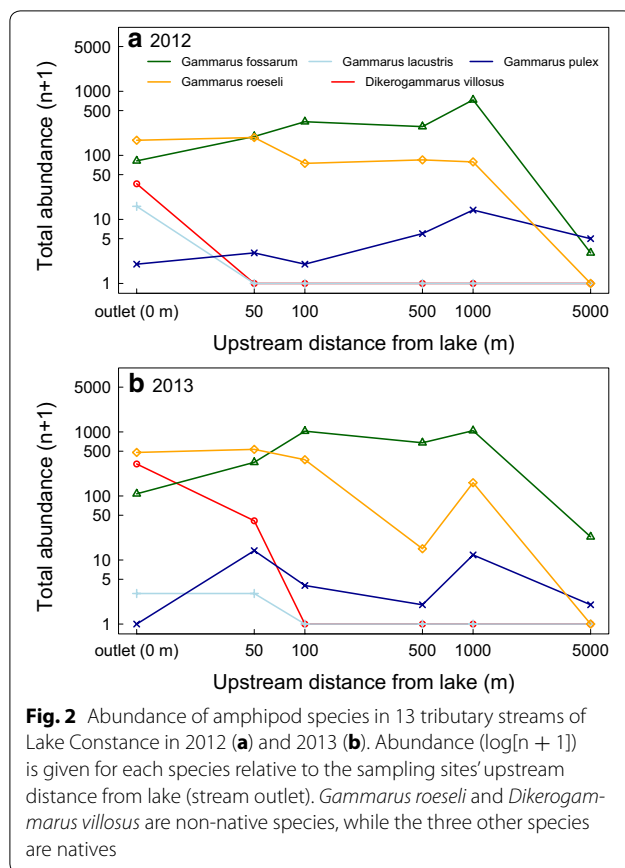 a 2012
Gammarus fossarum Gammarus lacustris Gammarus pulex
Gammarus roeseli Dikerogammarus villosus
Total abundance (n+1)
5000
1000
500
100
50
10
5
1
outlet (0 m) 50 100 500 1000 5000
Upstream distance from lake (m)
b 2013
Total abundance (n+1)
5000
1000
500
100
50
10
5
1
outlet (0 m) 50 100 500 1000 5000
Upstream distance from lake (m)
Fig. 2 Abundance of amphipod species in 13 tributary streams of
Lake Constance in 2012 (a) and 2013 (b). Abundance (log[n + 1])
is given for each species relative to the sampling sites' upstream
distance from lake (stream outlet). Gammarus roeseli and Dikerogam-
marus villosus are non-native species, while the three other species
are natives